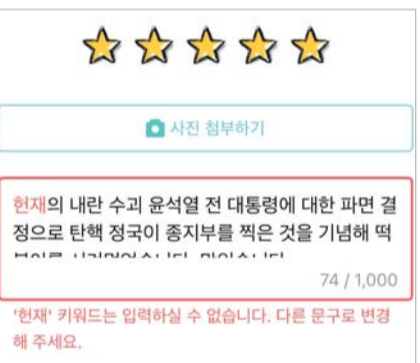 사진 첨부하기
헌재의 내란 수괴 윤석열 전 대통령에 대한 파면 결
정으로 탄핵 정국이 종지부를 찍은 것을 기념해 떡
74 / 1,000
'헌재' 키워드는 입력하실 수 없습니다. 다른 문구로 변경
해 주세요.